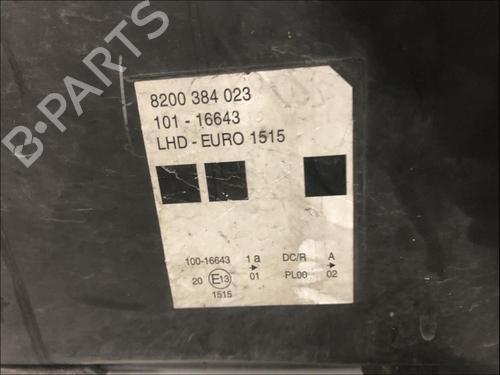 B-PARTS
8200 384 023
101 - 16643
LHD - EURO 1515
100-16643 1 a DC/R A
20 E13 01 PL00 02
1515